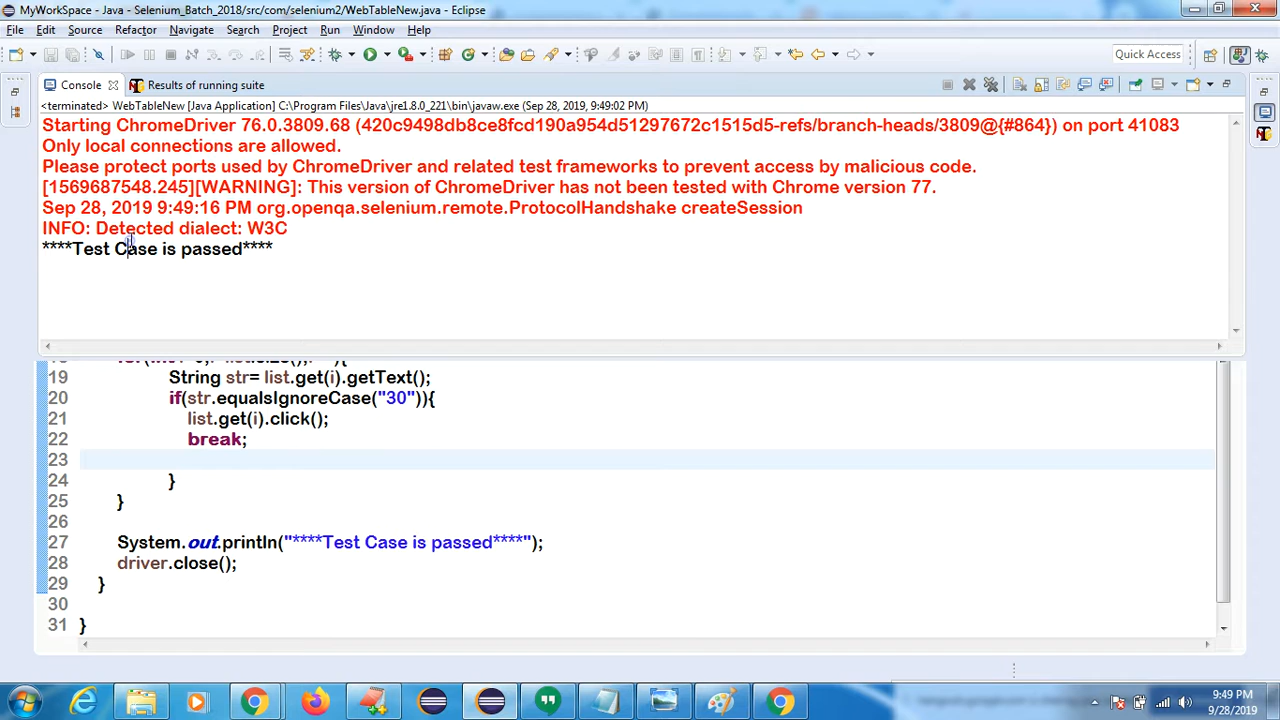 MyWorkSpace - Java - Selenium_Batch_2018/src/com/selenium2/WebTableNew.java - Eclipse
File Edit Source Refactor Navigate Search Project Run Window Help
Quick Access
Console Results of running suite
<terminated> WebTableNew [Java Application] C:\Program Files\Java\jre1.8.0_221\bin\javaw.exe (Sep 28, 2019, 9:49:02 PM)
Starting ChromeDriver 76.0.3809.68 (420c9498db8ce8fcd190a954d51297672c1515d5-refs/branch-heads/3809@{#864}) on port 41083
Only local connections are allowed.
Please protect ports used by ChromeDriver and related test frameworks to prevent access by malicious code.
[1569687548.245][WARNING]: This version of ChromeDriver has not been tested with Chrome version 77.
Sep 28, 2019 9:49:16 PM org.openqa.selenium.remote.ProtocolHandshake createSession
INFO: Detected dialect: W3C
****Test Case is passed****
19 String str= list.get(i).getText();
20 if(str.equalsIgnoreCase("30")){
21 list.get(i).click();
22 break;
23
24 }
25 }
26
27 System.out.println("****Test Case is passed****");
28 driver.close();
29 }
30
31 }
9:49 PM
9/28/2019